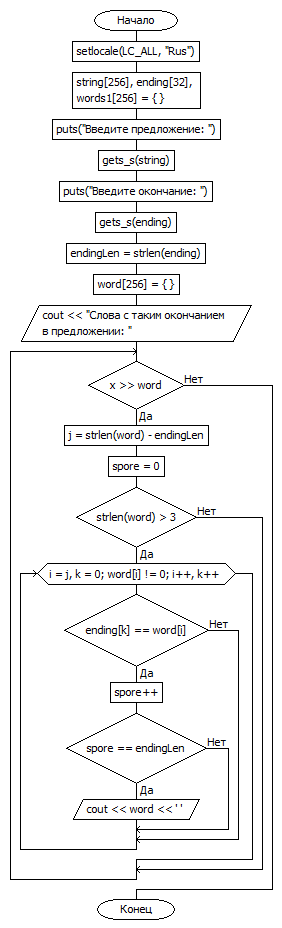 Начало
setlocale(LC_ALL, "Rus")
string[256], ending[32],
words1[256] = {}
puts("Введите предложение: ")
gets_s(string)
puts("Введите окончание: ")
gets_s(ending)
endingLen = strlen(ending)
word[256] = {}
cout << "Слова с таким окончанием
в предложении: "
x >> word
Нет
Да
j = strlen(word) - endingLen
spore = 0
strlen(word) > 3
Нет
Да
i = j, k = 0; word[i] != 0; i++, k++
ending[k] == word[i]
Нет
Да
spore++
spore == endingLen
Нет
Да
cout << word << ' '
Конец